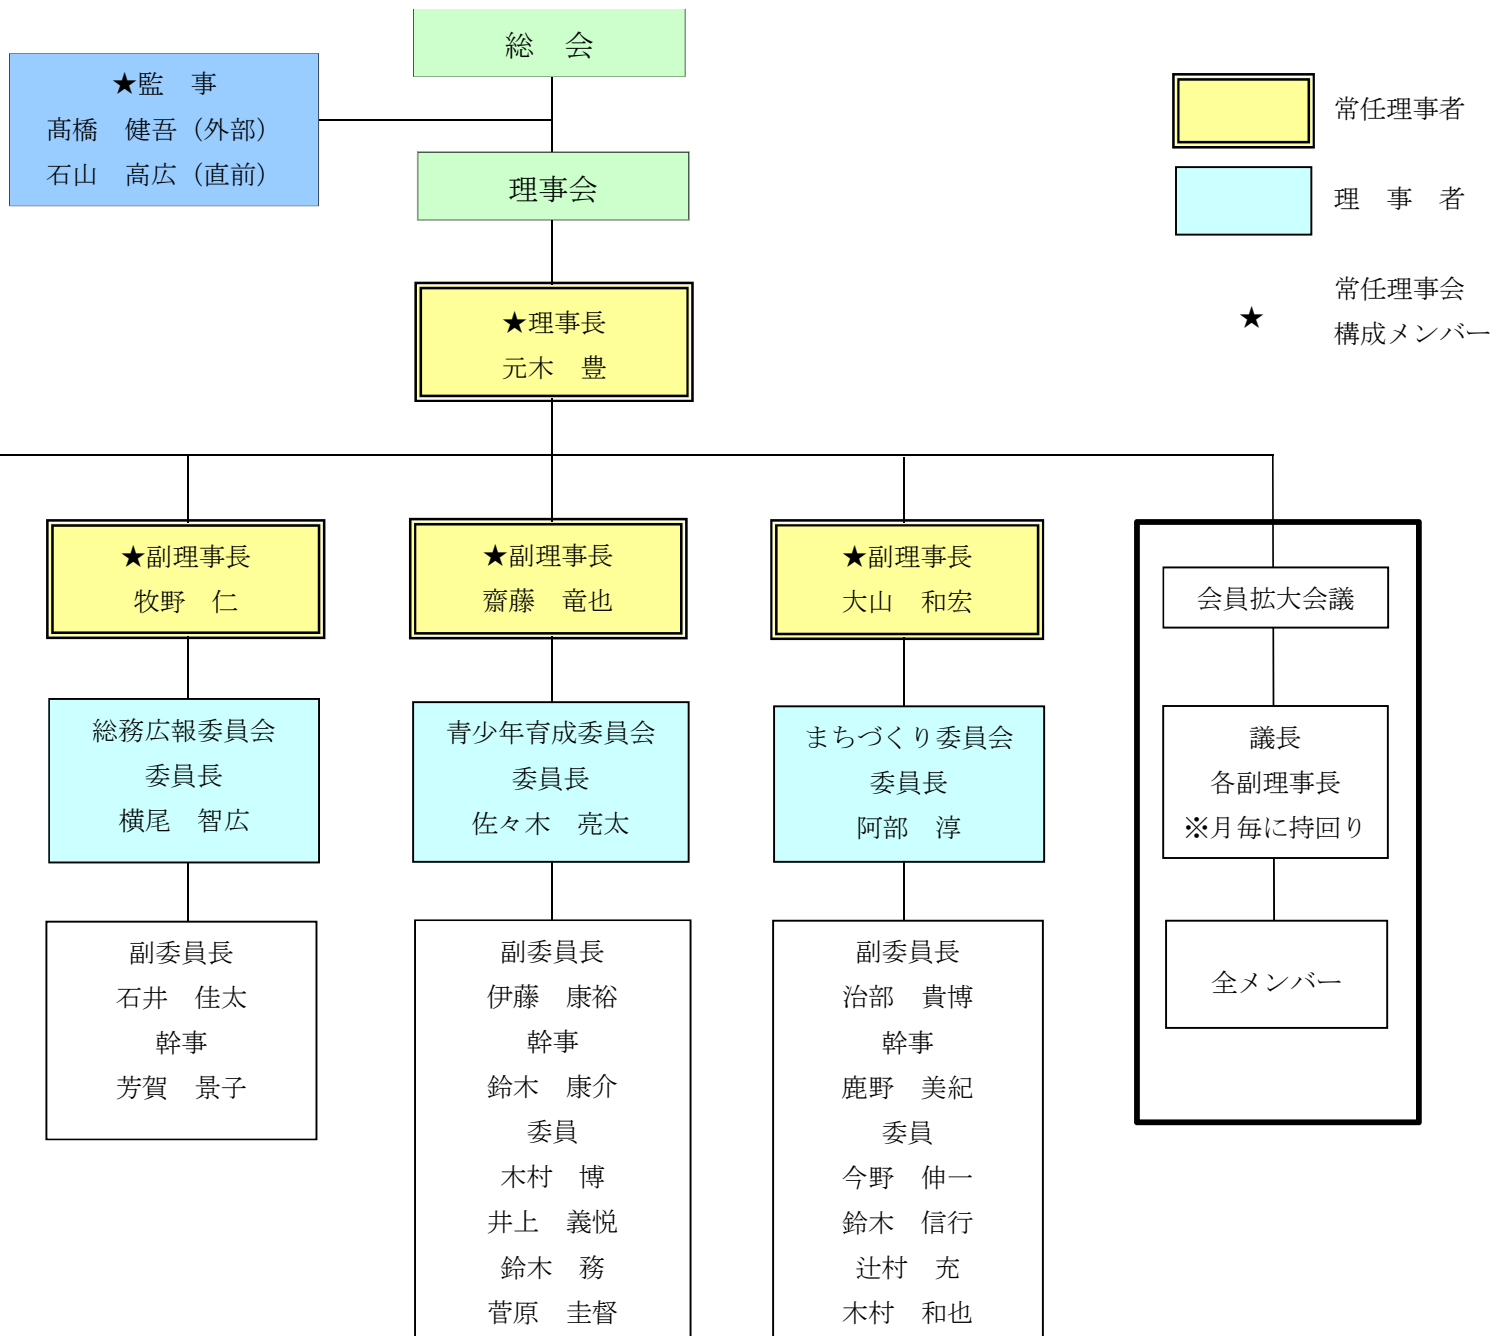 総　会
★監　事
髙橋　健吾（外部）
石山　高広（直前）
理事会
常任理事者
理　事　者
★
常任理事会
構成メンバー
★理事長
元木　豊
★副理事長
牧野　仁
総務広報委員会
委員長
横尾　智広
副委員長
石井　佳太
幹事
芳賀　景子
★副理事長
齋藤　竜也
青少年育成委員会
委員長
佐々木　亮太
副委員長
伊藤　康裕
幹事
鈴木　康介
委員
木村　博
井上　義悦
鈴木　務
菅原　圭督
★副理事長
大山　和宏
まちづくり委員会
委員長
阿部　淳
副委員長
治部　貴博
幹事
鹿野　美紀
委員
今野　伸一
鈴木　信行
辻村　充
木村　和也
会員拡大会議
議長
各副理事長
※月毎に持回り
全メンバー